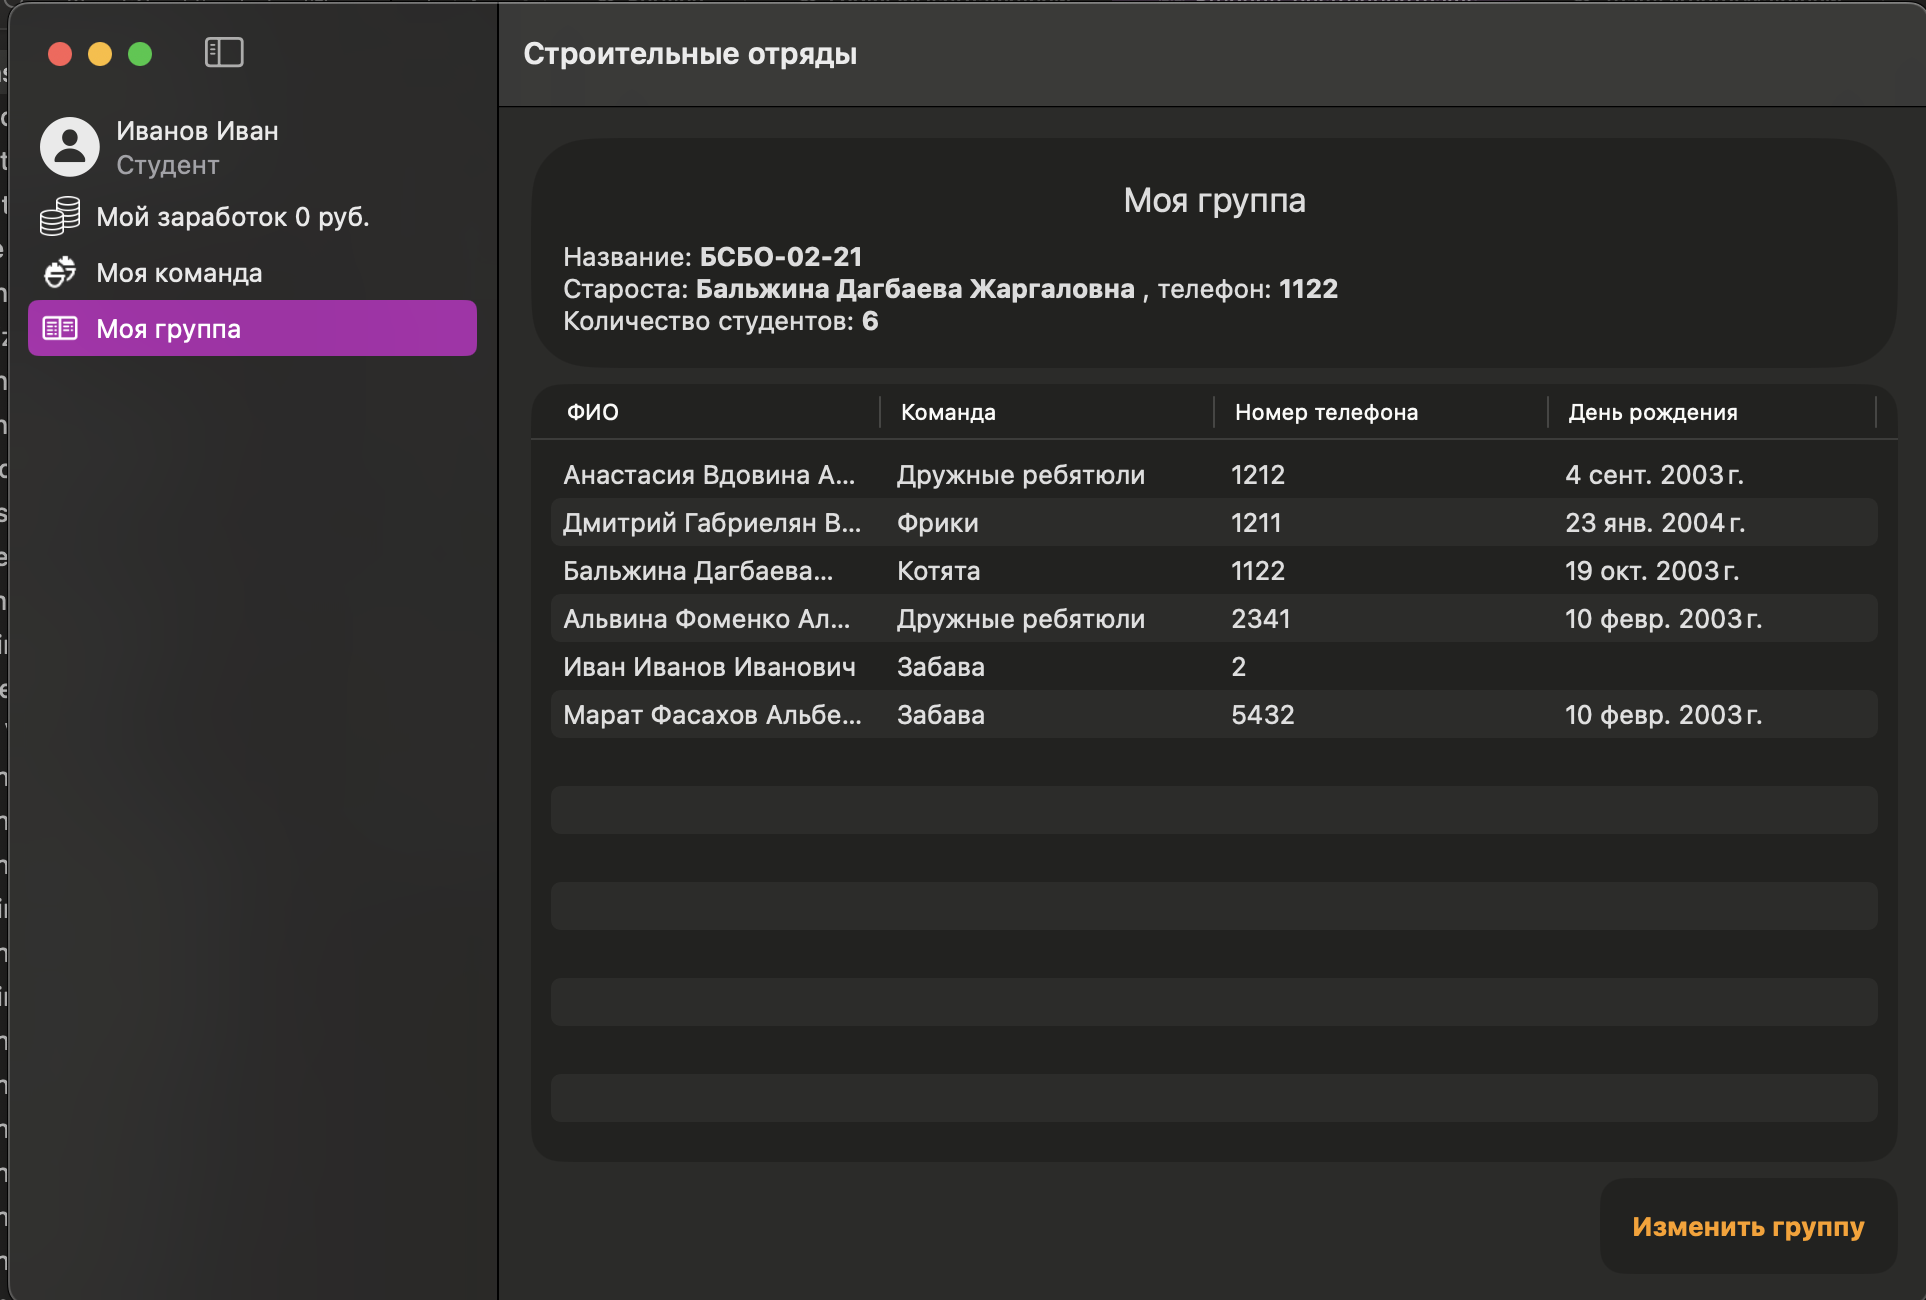 Строительные отряды
Иванов Иван
Студент
Мой заработок 0 руб.
Моя команда
Моя группа
Моя группа
Название: БСБО-02-21
Староста: Бальжина Дагбаева Жаргаловна , телефон: 1122
Количество студентов: 6
ФИО Команда Номер телефона День рождения
Анастасия Вдовина А... Дружные ребятюли 1212 4 сент. 2003 г.
Дмитрий Габриелян В... Фрики 1211 23 янв. 2004 г.
Бальжина Дагбаева... Котята 1122 19 окт. 2003 г.
Альвина Фоменко Ал... Дружные ребятюли 2341 10 февр. 2003 г.
Иван Иванов Иванович Забава 2
Марат Фасахов Альбе... Забава 5432 10 февр. 2003 г.
Изменить группу